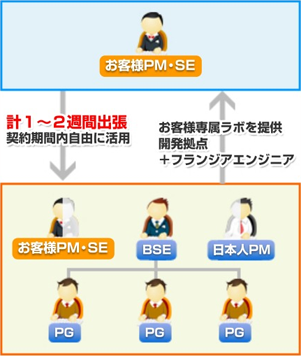 お客様PM・SE
計１～２週間出張
契約期間内自由に活用
お客様専属ラボを提供
開発拠点
＋フランジアエンジニア
お客様PM・SE
BSE
日本人PM
PG
PG
PG